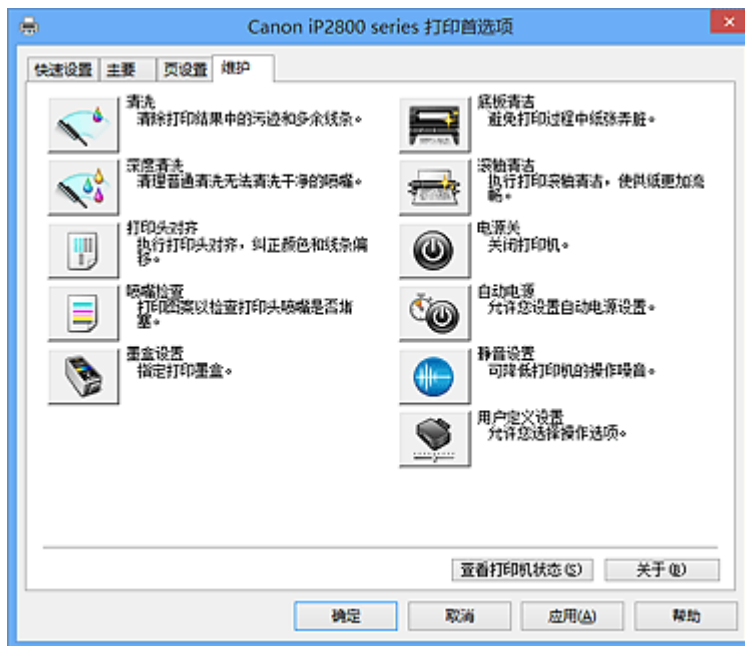 Canon iP2800 series 打印首选项
快速设置 主要 页设置 维护
清洗
清除打印结果中的污迹和多余线条。
深度清洗
清理普通清洗无法清洗干净的喷嘴。
打印头对齐
执行打印头对齐，纠正颜色和线条偏
移。
喷嘴检查
打印图案以检查打印头喷嘴是否堵
塞。
墨盒设置
指定打印墨盒。
底板清洁
避免打印过程中纸张弄脏。
滚轴清洁
执行打印滚轴清洁，使供纸更加流
畅。
电源关
关闭打印机。
自动电源
允许您设置自动电源设置。
静音设置
可降低打印机的操作噪音。
用户定义设置
允许您选择操作选项。
查看打印机状态(S) 关于(B)
确定 取消 应用(A) 帮助